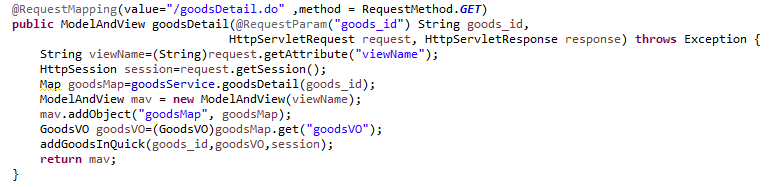 @RequestMapping(value="/goodsDetail.do" ,method = RequestMethod.GET)
public ModelAndView goodsDetail(@RequestParam("goods_id") String goods_id,
HttpServletRequest request, HttpServletResponse response) throws Exception {
String viewName=(String)request.getAttribute("viewName");
HttpSession session=request.getSession();
Map goodsMap=goodsService.goodsDetail(goods_id);
ModelAndView mav = new ModelAndView(viewName);
mav.addObject("goodsMap", goodsMap);
GoodsVO goodsVO=(GoodsVO)goodsMap.get("goodsVO");
addGoodsInQuick(goods_id,goodsVO,session);
return mav;
}